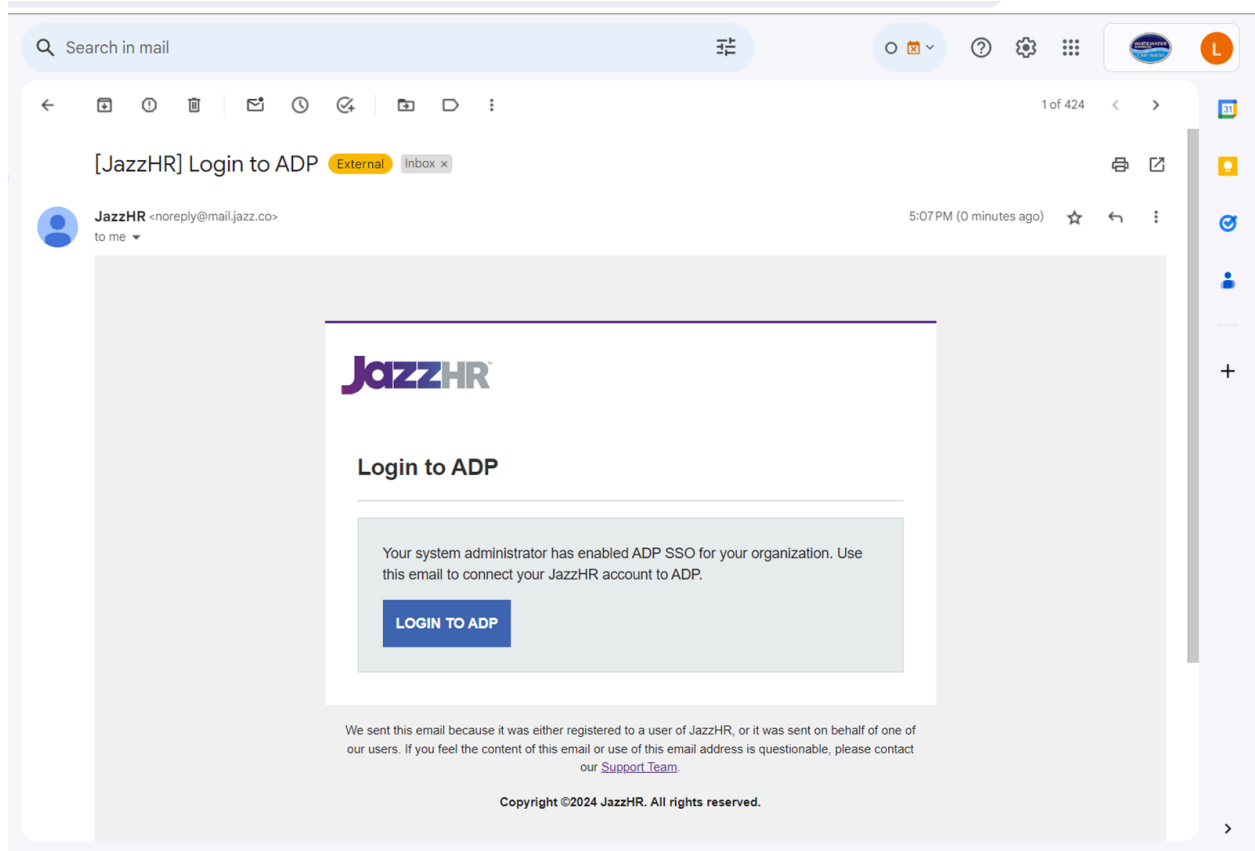 Search in mail
L
1 of 424
31
[JazzHR] Login to ADP External Inbox ×
JazzHR <noreply@mail.jazz.co>
5:07 PM (0 minutes ago)
to me
JazzHR
Login to ADP
Your system administrator has enabled ADP SSO for your organization. Use
this email to connect your JazzHR account to ADP.
LOGIN TO ADP
We sent this email because it was either registered to a user of JazzHR, or it was sent on behalf of one of
our users. If you feel the content of this email or use of this email address is questionable, please contact
our Support Team.
Copyright ©2024 JazzHR. All rights reserved.